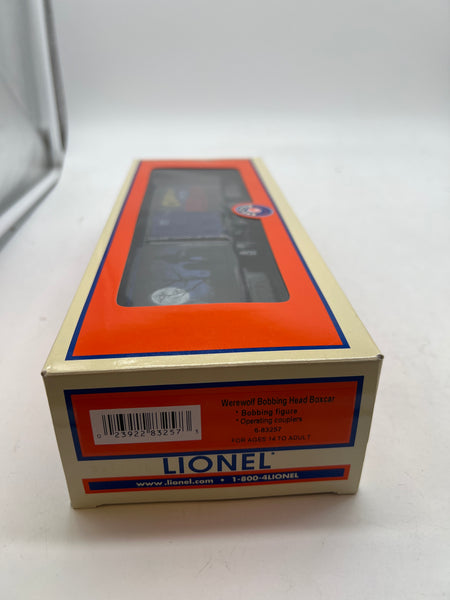 Werewolf Bobbing Head Boxcar
* Bobbing figure
* Operating couplers
6-83257
FOR AGES 14 TO ADULT
0 23922 83257 1
LIONEL®
www.lionel.com • 1-800-4LIONEL